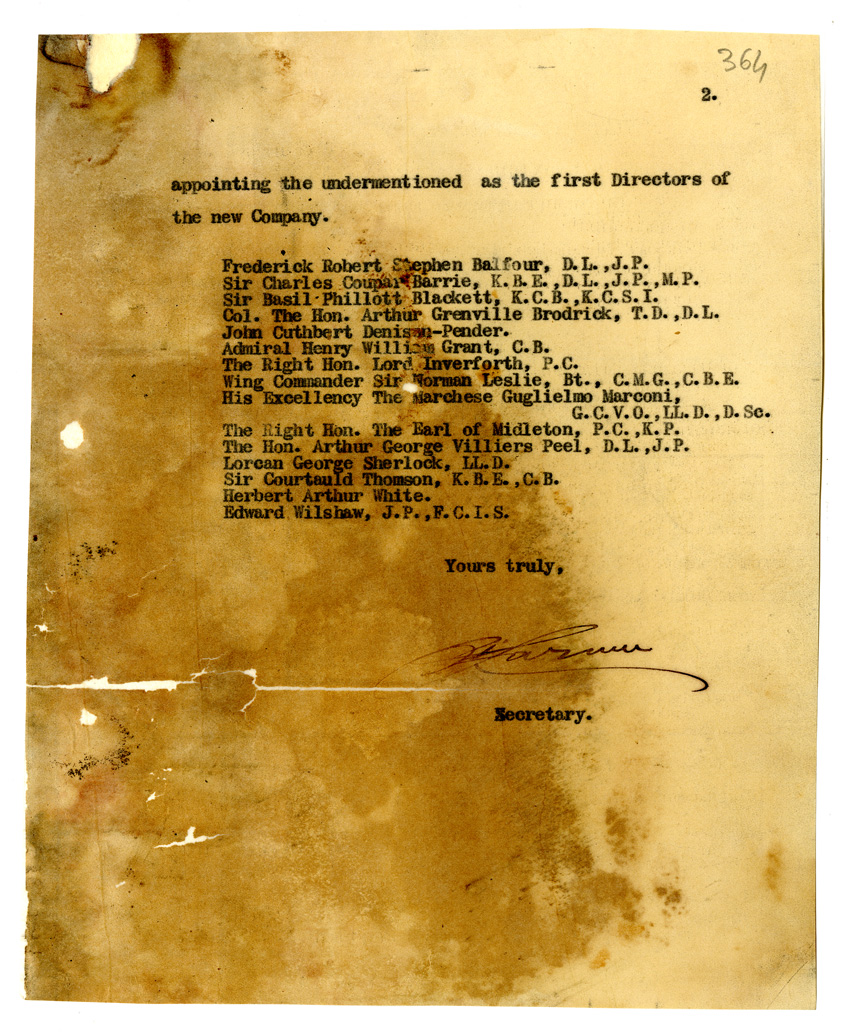 364
2.
appointing the undermentioned as the first Directors of
the new Company.
Frederick Robert Stephen Balfour, D.L.,J.P.
Sir Charles Coupar Barrie, K.B.E.,D.L.,J.P.,M.P.
Sir Basil Phillott Blackett, K.C.B.,K.C.S.I.
Col. The Hon. Arthur Grenville Brodrick, T.D.,D.L.
John Cuthbert Denison-Pender.
Admiral Henry William Grant, C.B.
The Right Hon. Lord Inverforth, P.C.
Wing Commander Sir Norman Leslie, Bt., C.M.G.,C.B.E.
His Excellency The Marchese Guglielmo Marconi,
G.C.V.O.,LL.D.,D.Sc.
The Right Hon. The Earl of Midleton, P.C.,K.P.
The Hon. Arthur George Villiers Peel, D.L.,J.P.
Lorcan George Sherlock, LL.D.
Sir Courtauld Thomson, K.B.E.,C.B.
Herbert Arthur White.
Edward Wilshaw, J.P.,F.C.I.S.
Yours truly,
Secretary.